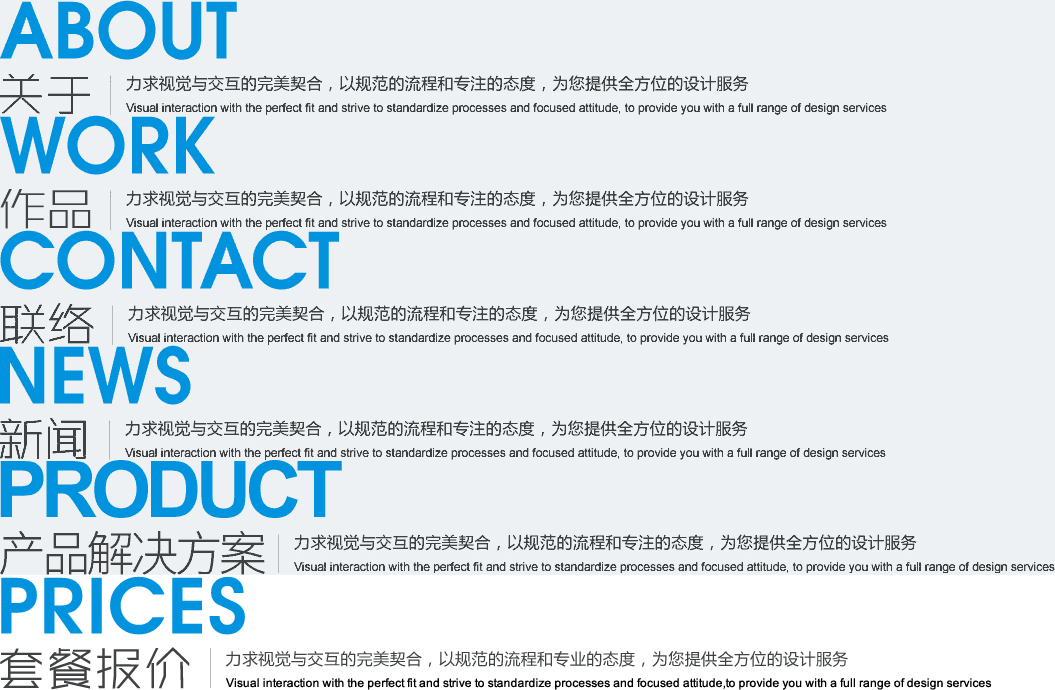 ABOUT
关于
力求视觉与交互的完美契合，以规范的流程和专注的态度，为您提供全方位的设计服务
Visual interaction with the perfect fit and strive to standardize processes and focused attitude, to provide you with a full range of design services
WORK
作品
力求视觉与交互的完美契合，以规范的流程和专注的态度，为您提供全方位的设计服务
Visual interaction with the perfect fit and strive to standardize processes and focused attitude, to provide you with a full range of design services
CONTACT
联络
力求视觉与交互的完美契合，以规范的流程和专注的态度，为您提供全方位的设计服务
Visual interaction with the perfect fit and strive to standardize processes and focused attitude, to provide you with a full range of design services
NEWS
新闻
力求视觉与交互的完美契合，以规范的流程和专注的态度，为您提供全方位的设计服务
Visual interaction with the perfect fit and strive to standardize processes and focused attitude, to provide you with a full range of design services
PRODUCT
产品解决方案
力求视觉与交互的完美契合，以规范的流程和专注的态度，为您提供全方位的设计服务
Visual interaction with the perfect fit and strive to standardize processes and focused attitude, to provide you with a full range of design services
PRICES
套餐报价
力求视觉与交互的完美契合，以规范的流程和专业的态度，为您提供全方位的设计服务
Visual interaction with the perfect fit and strive to standardize processes and focused attitude,to provide you with a full range of design services